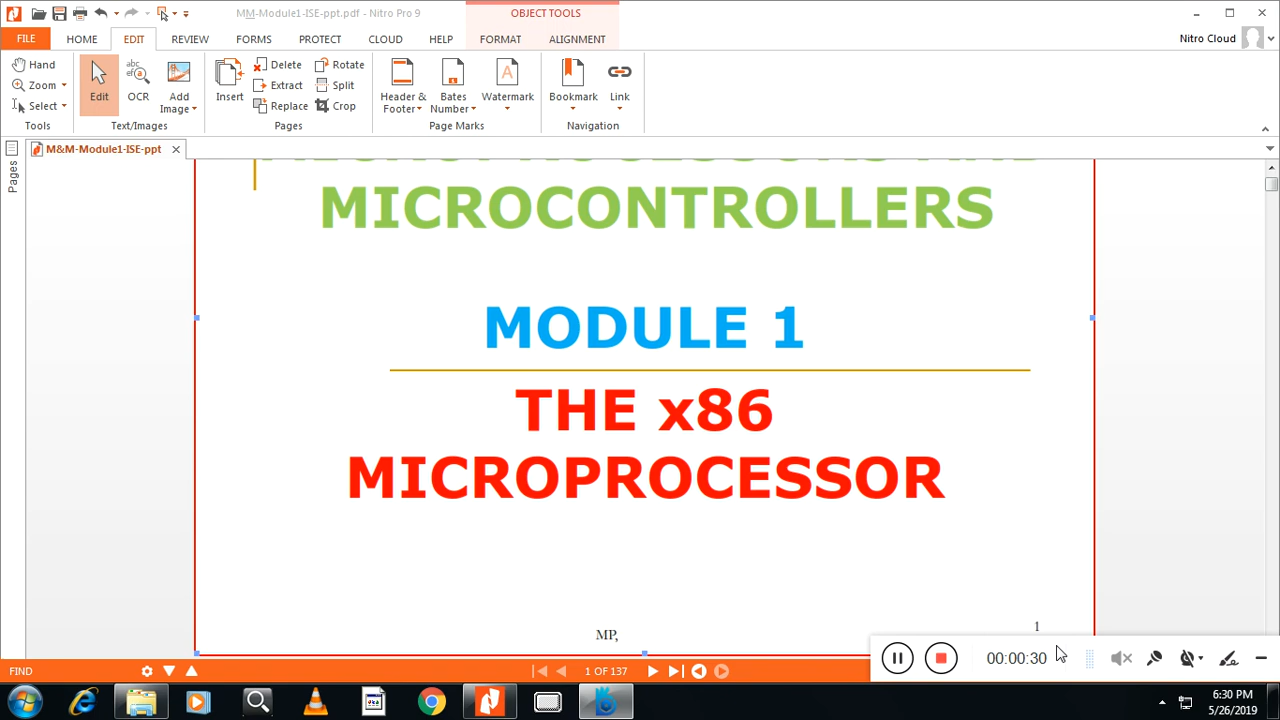 MM-Module1-ISE-ppt.pdf - Nitro Pro 9
OBJECT TOOLS
FILE HOME EDIT REVIEW FORMS PROTECT CLOUD HELP FORMAT ALIGNMENT
Nitro Cloud
Hand
Zoom
Select
Tools
Edit
OCR
Add Image
Text/Images
Insert
Delete
Extract
Replace
Rotate
Split
Crop
Pages
Header & Footer
Bates Number
Watermark
Page Marks
Bookmark
Link
Navigation
M&M-Module1-ISE-ppt
Pages
MICROPROCESSORS AND
MICROCONTROLLERS
MODULE 1
THE x86
MICROPROCESSOR
MP,
1
00:00:30
FIND
1 OF 137
6:30 PM
5/26/2019